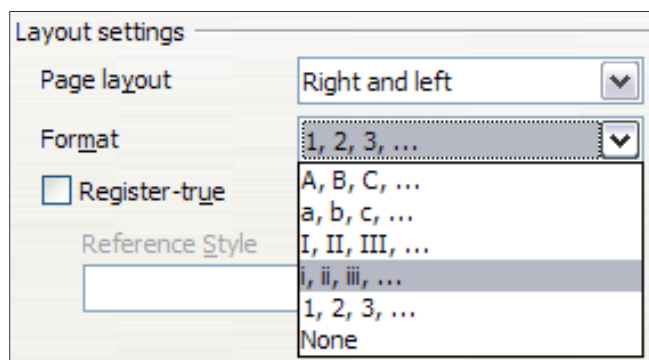 Layout settings
Page layout Right and left
Format 1, 2, 3, ...
Register-true A, B, C, ...
a, b, c, ...
Reference Style I, II, III, ...
i, ii, iii, ...
1, 2, 3, ...
None